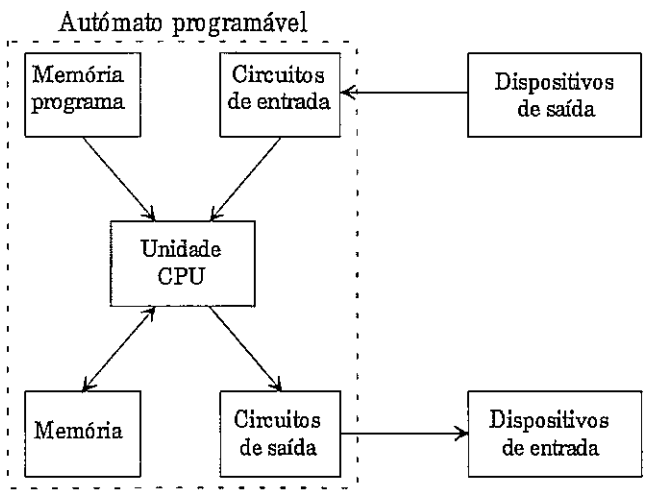 Autómato programável
Memória
programa
Circuitos
de entrada
Dispositivos
de saída
Unidade
CPU
Memória
Circuitos
de saída
Dispositivos
de entrada